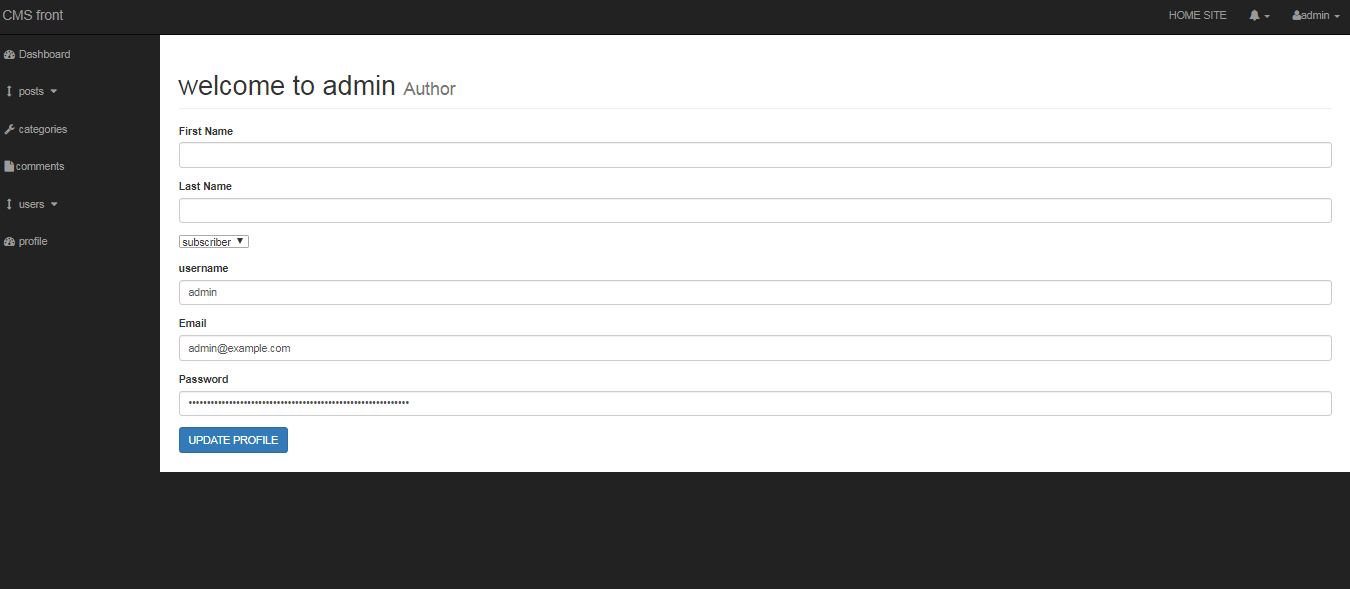 CMS front
HOME SITE
admin
Dashboard
posts
categories
comments
users
profile
welcome to admin Author
First Name
Last Name
subscriber
username
admin
Email
admin@example.com
Password
UPDATE PROFILE